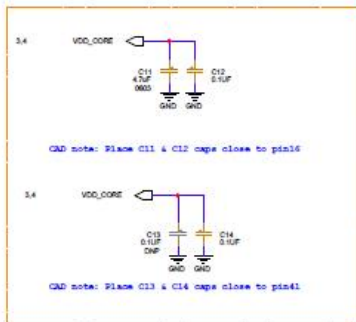 3,4 VDD_CORE
C11 C12
4.7uF 0.1UF
0603
GND GND
CAD note: Place C11 & C12 caps close to pin16
3,4 VDD_CORE
C13 C14
0.1UF 0.1UF
DNP
GND GND
CAD note: Place C13 & C14 caps close to pin41